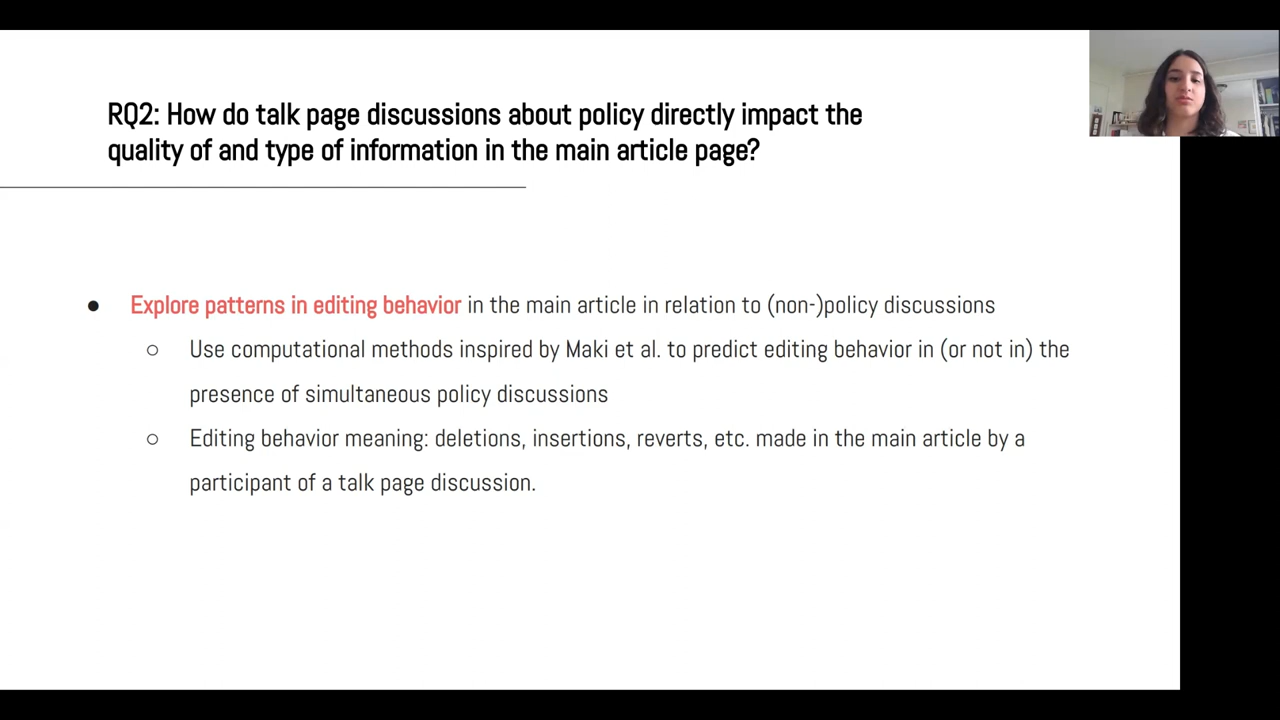 RQ2: How do talk page discussions about policy directly impact the
quality of and type of information in the main article page?
● Explore patterns in editing behavior in the main article in relation to (non-)policy discussions
○ Use computational methods inspired by Maki et al. to predict editing behavior in (or not in) the
presence of simultaneous policy discussions
○ Editing behavior meaning: deletions, insertions, reverts, etc. made in the main article by a
participant of a talk page discussion.